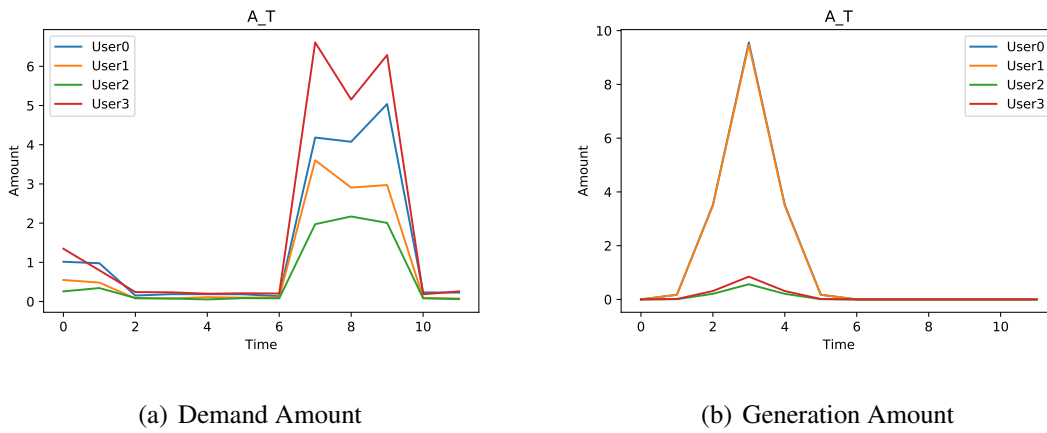 A_T
User0
User1
User2
User3
6
5
4
3
2
1
0
Amount
0
2
4
6
8
10
Time
(a) Demand Amount
A_T
User0
User1
User2
User3
10
8
6
4
2
0
Amount
0
2
4
6
8
10
Time
(b) Generation Amount